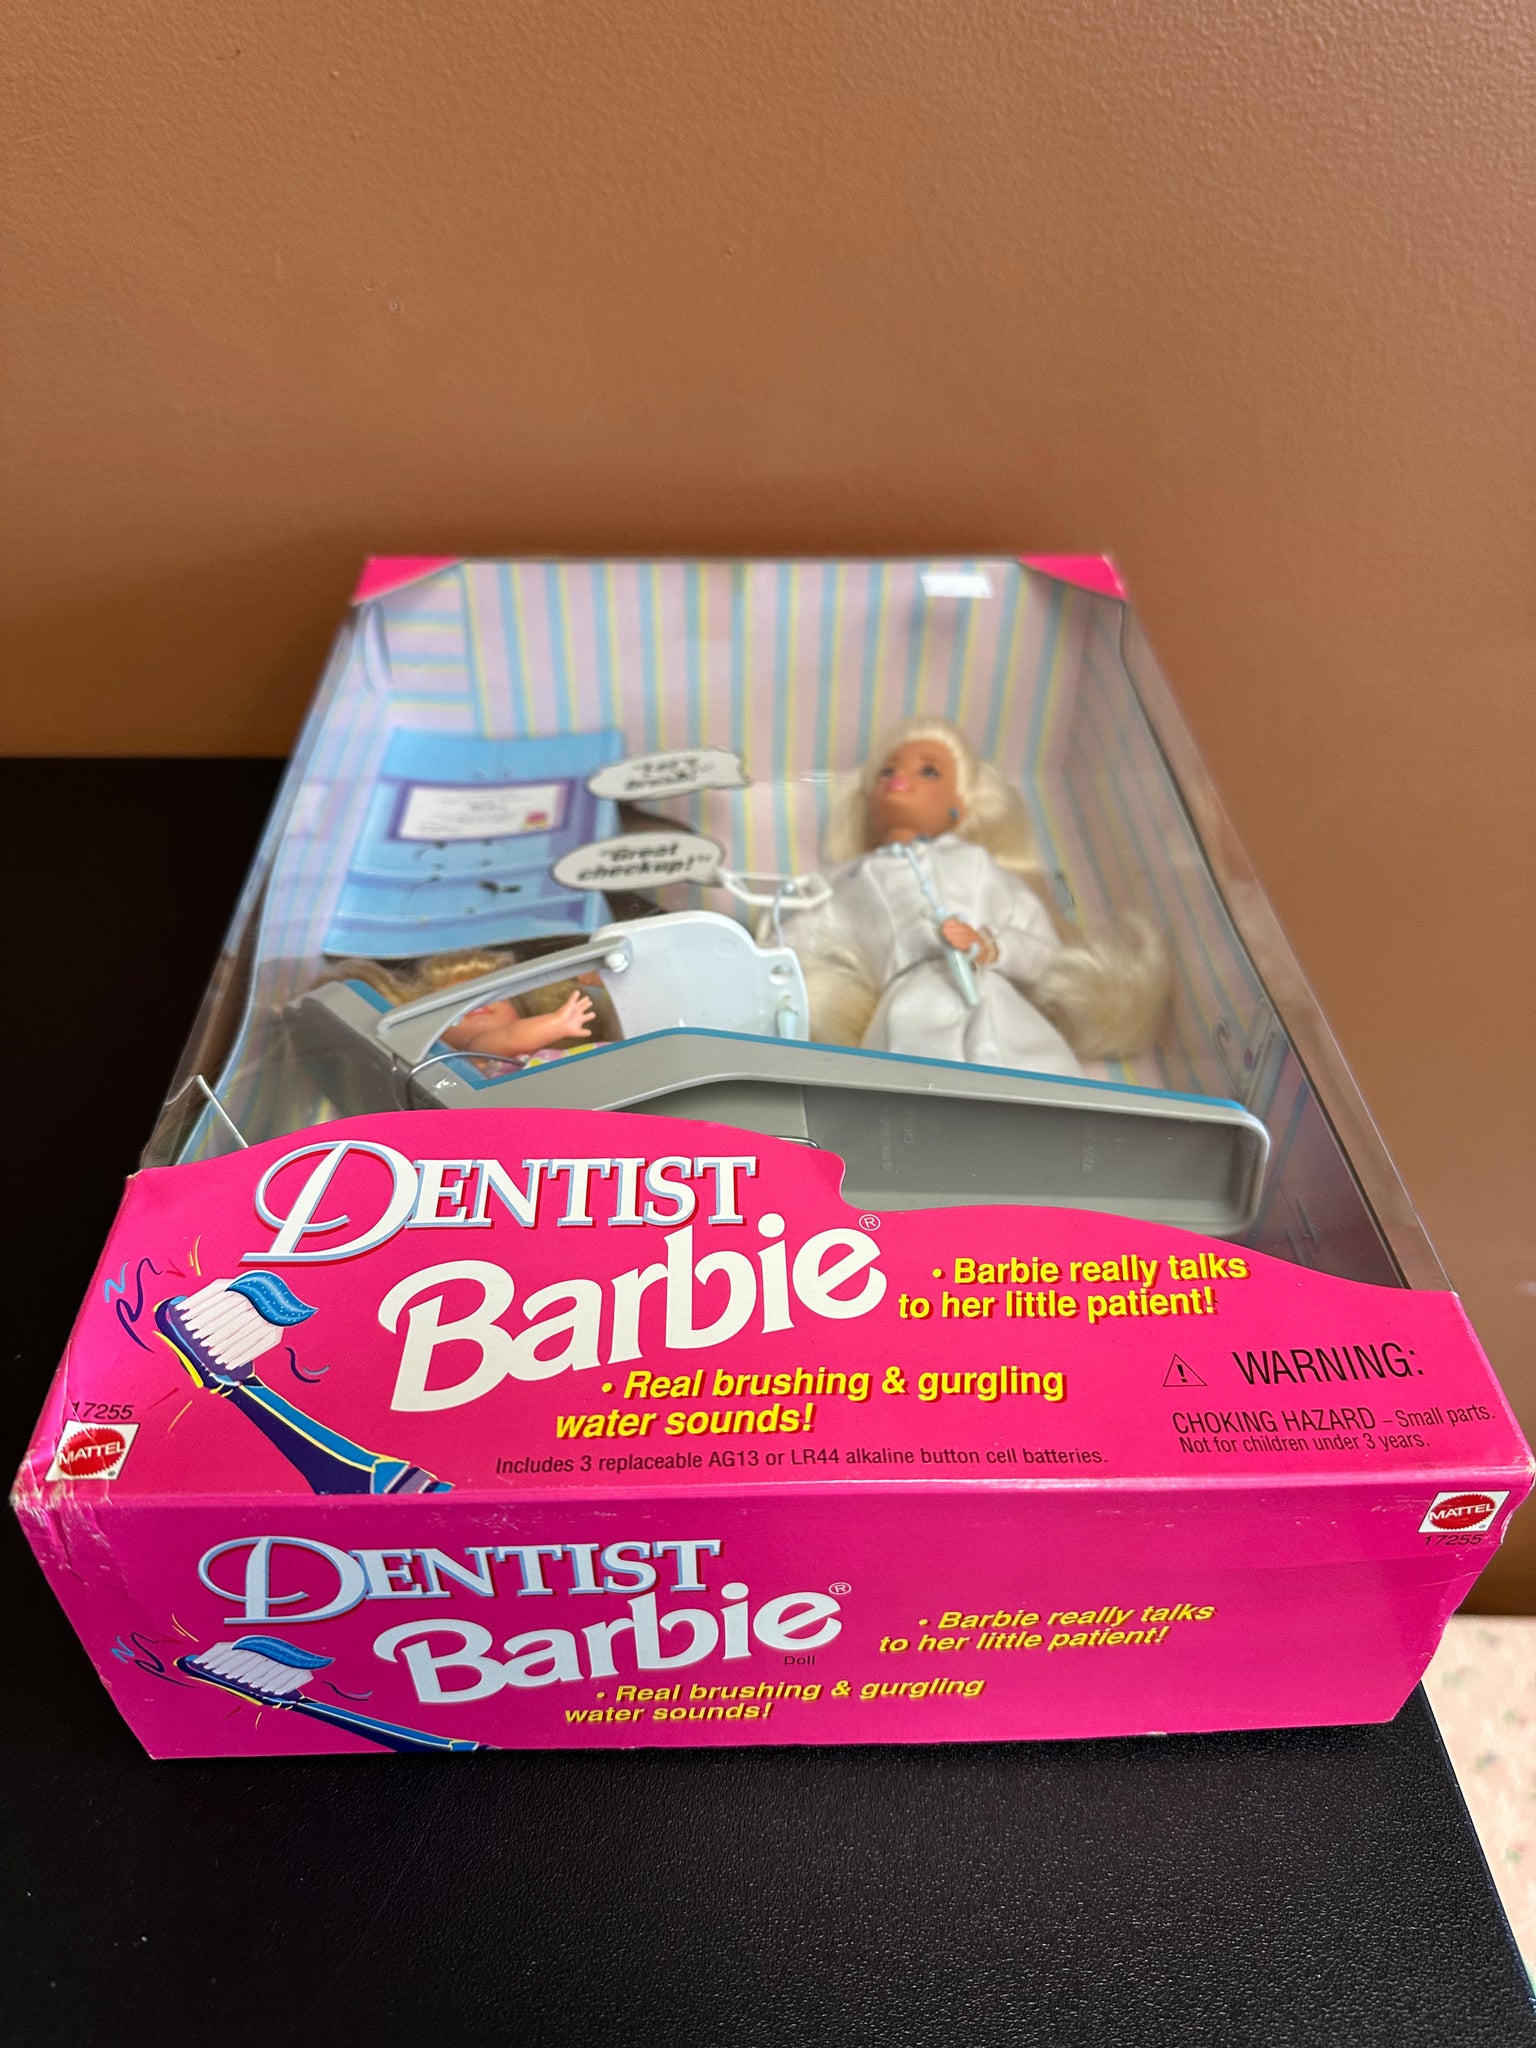 "Let's
brush!"
"Great
checkup!"
DENTIST
Barbie®
• Barbie really talks
to her little patient!
• Real brushing & gurgling
water sounds!
Includes 3 replaceable AG13 or LR44 alkaline button cell batteries.
WARNING:
CHOKING HAZARD – Small parts.
Not for children under 3 years.
17255
MATTEL
MATTEL
17255
DENTIST
Barbie®
Doll
• Barbie really talks
to her little patient!
• Real brushing & gurgling
water sounds!